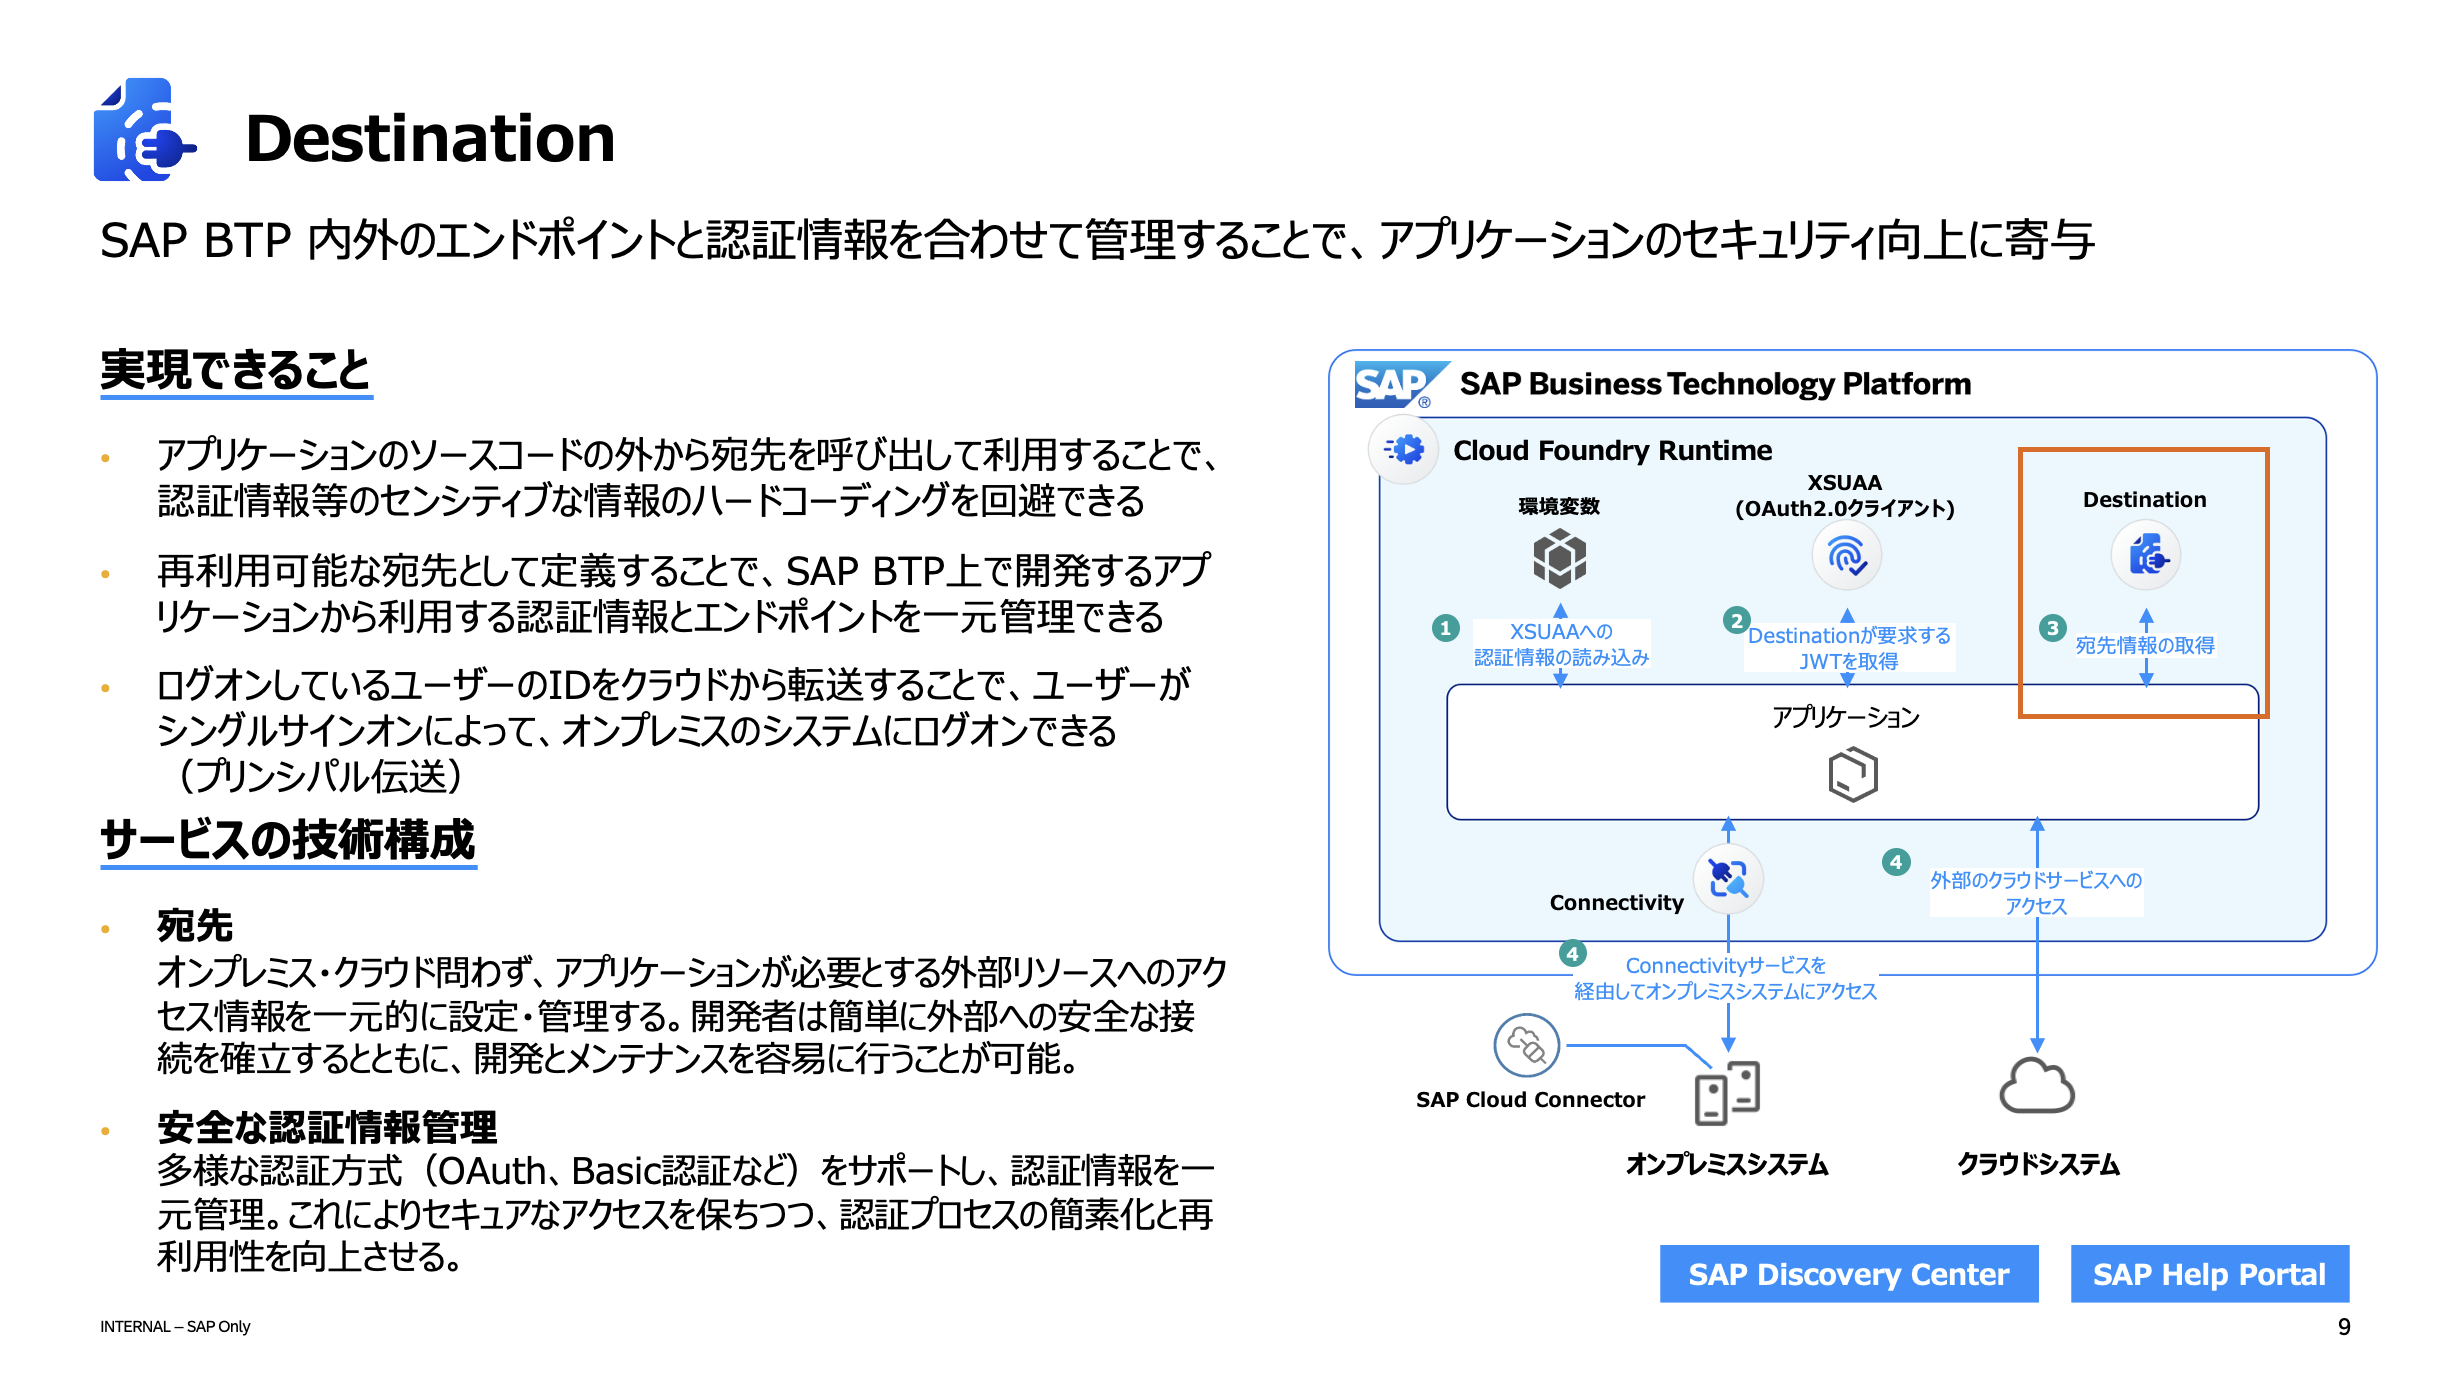 Destination
SAP BTP 内外のエンドポイントと認証情報を合わせて管理することで、アプリケーションのセキュリティ向上に寄与
実現できること
• アプリケーションのソースコードの外から宛先を呼び出して利用することで、
認証情報等のセンシティブな情報のハードコーディングを回避できる
• 再利用可能な宛先として定義することで、SAP BTP上で開発するアプ
リケーションから利用する認証情報とエンドポイントを一元管理できる
• ログオンしているユーザーのIDをクラウドから転送することで、ユーザーが
シングルサインオンによって、オンプレミスのシステムにログオンできる
（プリンシパル伝送）
サービスの技術構成
• 宛先
オンプレミス・クラウド問わず、アプリケーションが必要とする外部リソースへのアク
セス情報を一元的に設定・管理する。開発者は簡単に外部への安全な接
続を確立するとともに、開発とメンテナンスを容易に行うことが可能。
• 安全な認証情報管理
多様な認証方式（OAuth、Basic認証など）をサポートし、認証情報を一
元管理。これによりセキュアなアクセスを保ちつつ、認証プロセスの簡素化と再
利用性を向上させる。
SAP ® SAP Business Technology Platform
Cloud Foundry Runtime
環境変数
XSUAA
(OAuth2.0クライアント)
Destination
1
XSUAAへの
認証情報の読み込み
2
Destinationが要求する
JWTを取得
3
宛先情報の取得
アプリケーション
Connectivity
4
外部のクラウドサービスへの
アクセス
4
Connectivityサービスを
経由してオンプレミスシステムにアクセス
SAP Cloud Connector
オンプレミスシステム
クラウドシステム
SAP Discovery Center
SAP Help Portal
INTERNAL – SAP Only
9